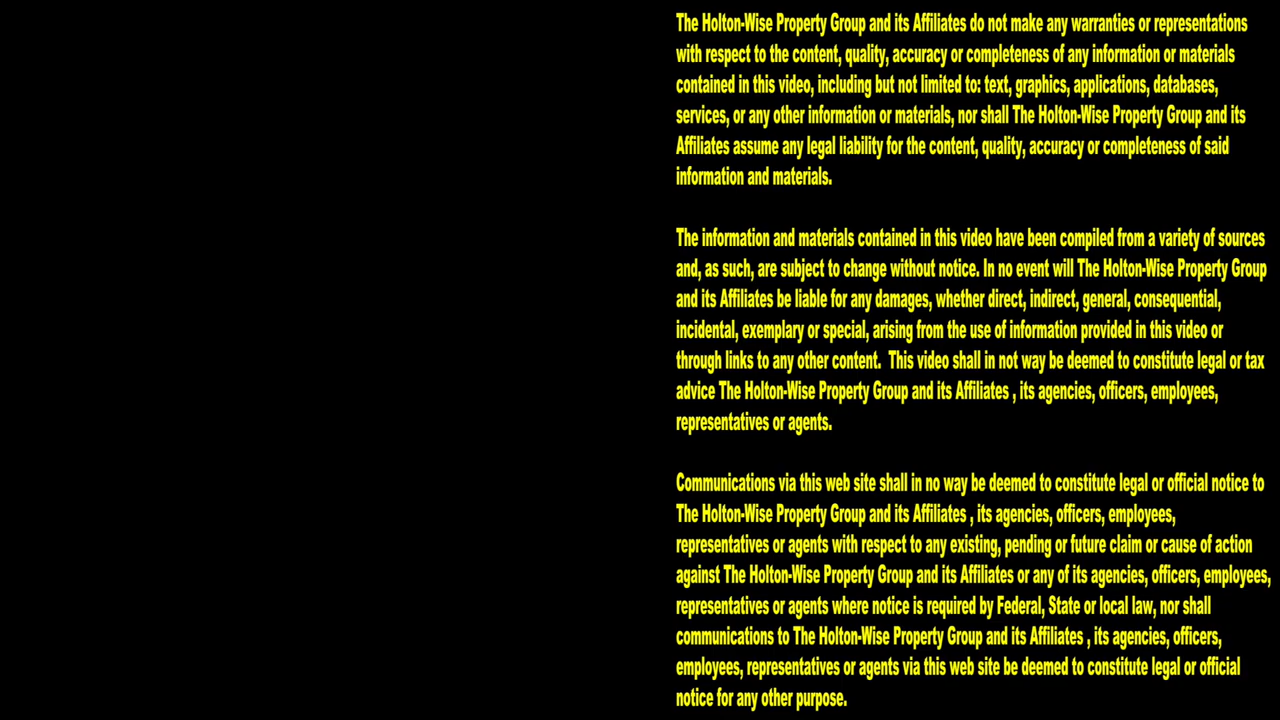 The Holton-Wise Property Group and its Affiliates do not make any warranties or representations
with respect to the content, quality, accuracy or completeness of any information or materials
contained in this video, including but not limited to: text, graphics, applications, databases,
services, or any other information or materials, nor shall The Holton-Wise Property Group and its
Affiliates assume any legal liability for the content, quality, accuracy or completeness of said
information and materials.
The information and materials contained in this video have been compiled from a variety of sources
and, as such, are subject to change without notice. In no event will The Holton-Wise Property Group
and its Affiliates be liable for any damages, whether direct, indirect, general, consequential,
incidental, exemplary or special, arising from the use of information provided in this video or
through links to any other content.  This video shall in not way be deemed to constitute legal or tax
advice The Holton-Wise Property Group and its Affiliates , its agencies, officers, employees,
representatives or agents.
Communications via this web site shall in no way be deemed to constitute legal or official notice to
The Holton-Wise Property Group and its Affiliates , its agencies, officers, employees,
representatives or agents with respect to any existing, pending or future claim or cause of action
against The Holton-Wise Property Group and its Affiliates or any of its agencies, officers, employees,
representatives or agents where notice is required by Federal, State or local law, nor shall
communications to The Holton-Wise Property Group and its Affiliates , its agencies, officers,
employees, representatives or agents via this web site be deemed to constitute legal or official
notice for any other purpose.